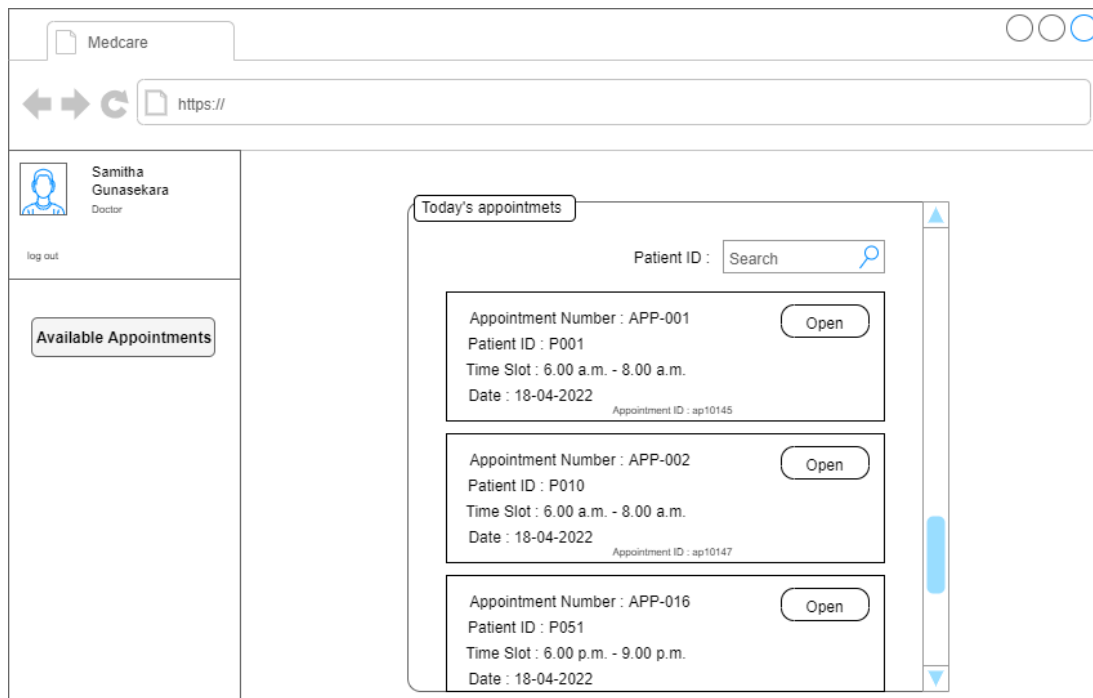 Medcare
https://
Samitha
Gunasekara
Doctor
log out
Available Appointments
Today's appointmets
Patient ID :
Search
Appointment Number : APP-001
Open
Patient ID : P001
Time Slot : 6.00 a.m. - 8.00 a.m.
Date : 18-04-2022
Appointment ID : ap10145
Appointment Number : APP-002
Open
Patient ID : P010
Time Slot : 6.00 a.m. - 8.00 a.m.
Date : 18-04-2022
Appointment ID : ap10147
Appointment Number : APP-016
Open
Patient ID : P051
Time Slot : 6.00 p.m. - 9.00 p.m.
Date : 18-04-2022